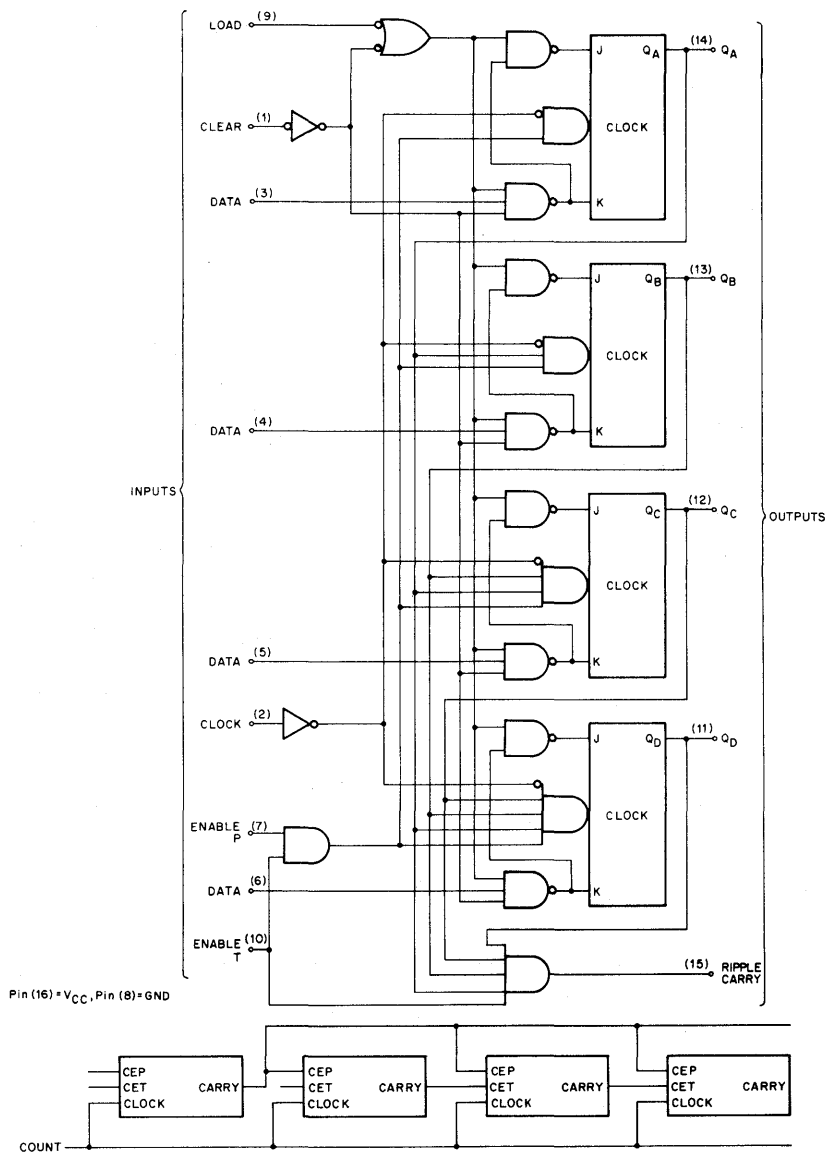 LOAD (9)
CLEAR (1)
DATA (3)
DATA (4)
INPUTS
DATA (5)
CLOCK (2)
ENABLE P (7)
DATA (6)
ENABLE T (10)
J QA (14) QA
CLOCK
K
J QB (13) QB
CLOCK
K
J QC (12) QC
CLOCK
K
OUTPUTS
J QD (11) QD
CLOCK
K
(15) RIPPLE CARRY
Pin (16) = VCC, Pin (8) = GND
CEP CEP CEP CEP
CET CARRY CET CARRY CET CARRY CET CARRY
CLOCK CLOCK CLOCK CLOCK
COUNT